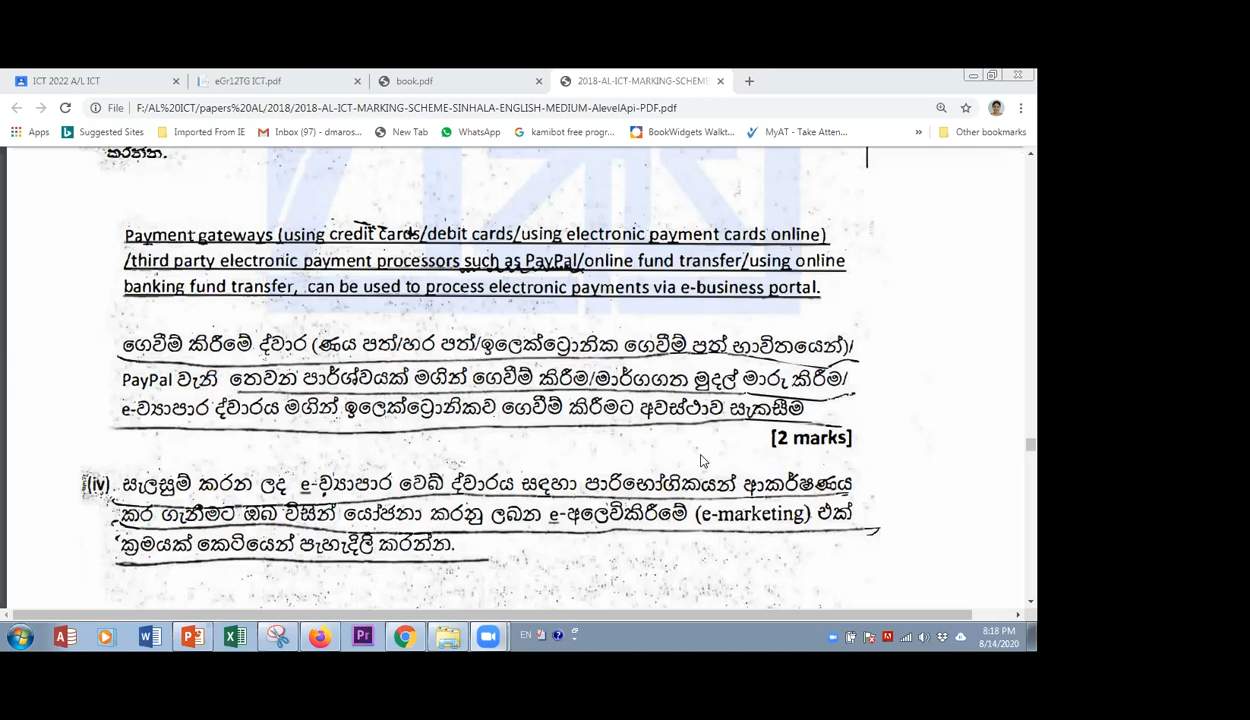 ICT 2022 A/L ICT
eGr12TG ICT.pdf
book.pdf
2018-AL-ICT-MARKING-SCHEME
File
F:/AL%20ICT/papers%20AL/2018/2018-AL-ICT-MARKING-SCHEME-SINHALA-ENGLISH-MEDIUM-AlevelApi-PDF.pdf
Apps
Suggested Sites
Imported From IE
Inbox (97) - dmaros...
New Tab
WhatsApp
kamibot free progr...
BookWidgets Walkt...
MyAT - Take Atten...
»
Other bookmarks
කරන්න.
Payment gateways (using credit cards/debit cards/using electronic payment cards online)
/third party electronic payment processors such as PayPal/online fund transfer/using online
banking fund transfer, can be used to process electronic payments via e-business portal.
ගෙවීම් කිරීමේ ද්වාර (ණය පත්/හර පත්/ඉලෙක්ට්‍රොනික ගෙවීම් පත් භාවිතයෙන්)/
PayPal වැනි තෙවන පාර්ශ්වයක් මගින් ගෙවීම් කිරීම/මාර්ගගත මුදල් මාරු කිරීම/
e-ව්‍යාපාර ද්වාරය මගින් ඉලෙක්ට්‍රොනිකව ගෙවීම් කිරීමට අවස්ථාව සැකසීම
[2 marks]
(iv) සැලසුම් කරන ලද e-ව්‍යාපාර වෙබ් ද්වාරය සඳහා පාරිභෝගිකයන් ආකර්ෂණය
කර ගැනීමට ඔබ විසින් යෝජනා කරනු ලබන e-අලෙවිකිරීමේ (e-marketing) එක්
ක්‍රමයක් කෙටියෙන් පැහැදිලි කරන්න.
EN
8:18 PM
8/14/2020